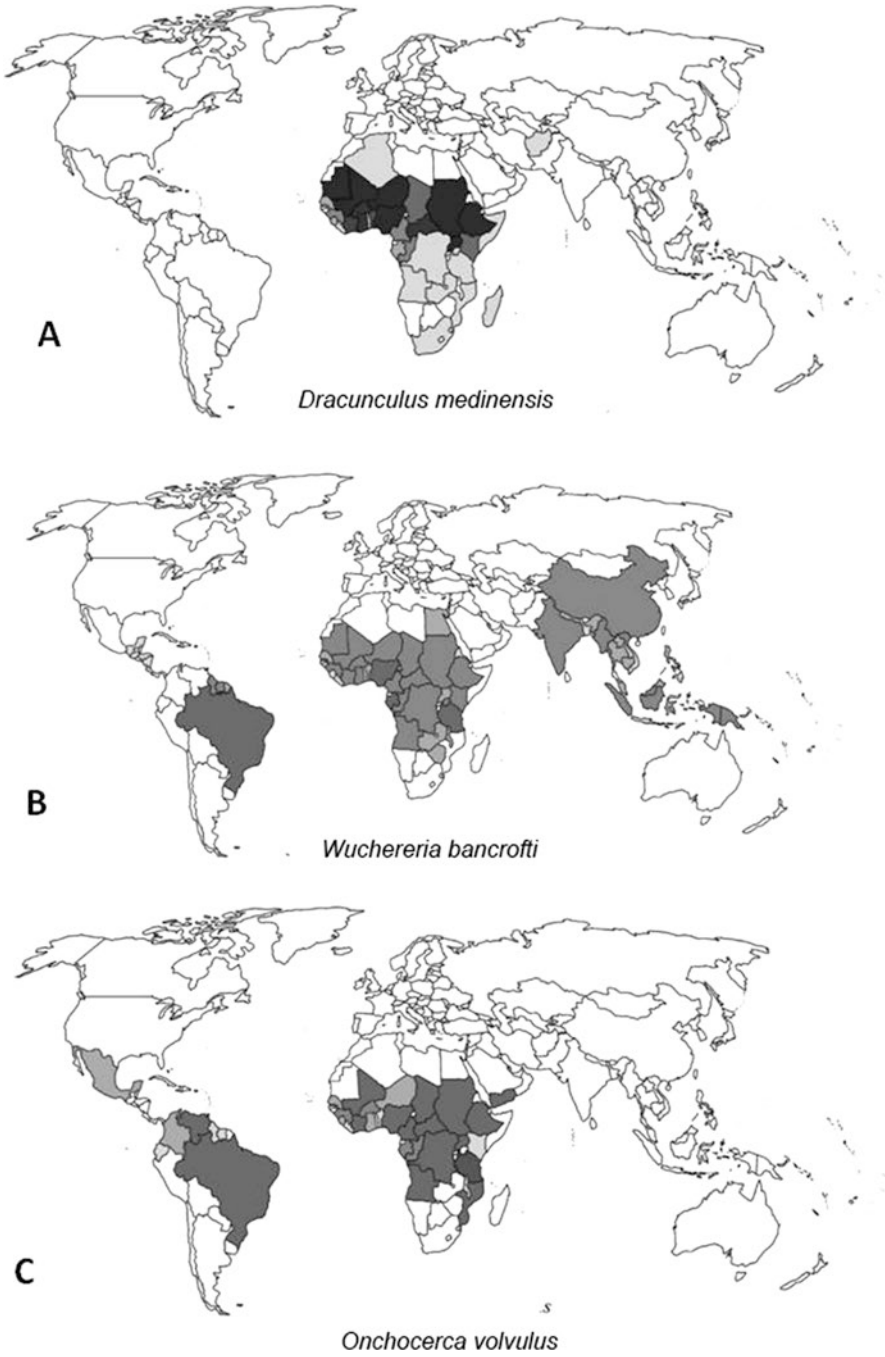 A
Dracunculus medinensis
B
Wuchereria bancrofti
C
.s
Onchocerca volvulus